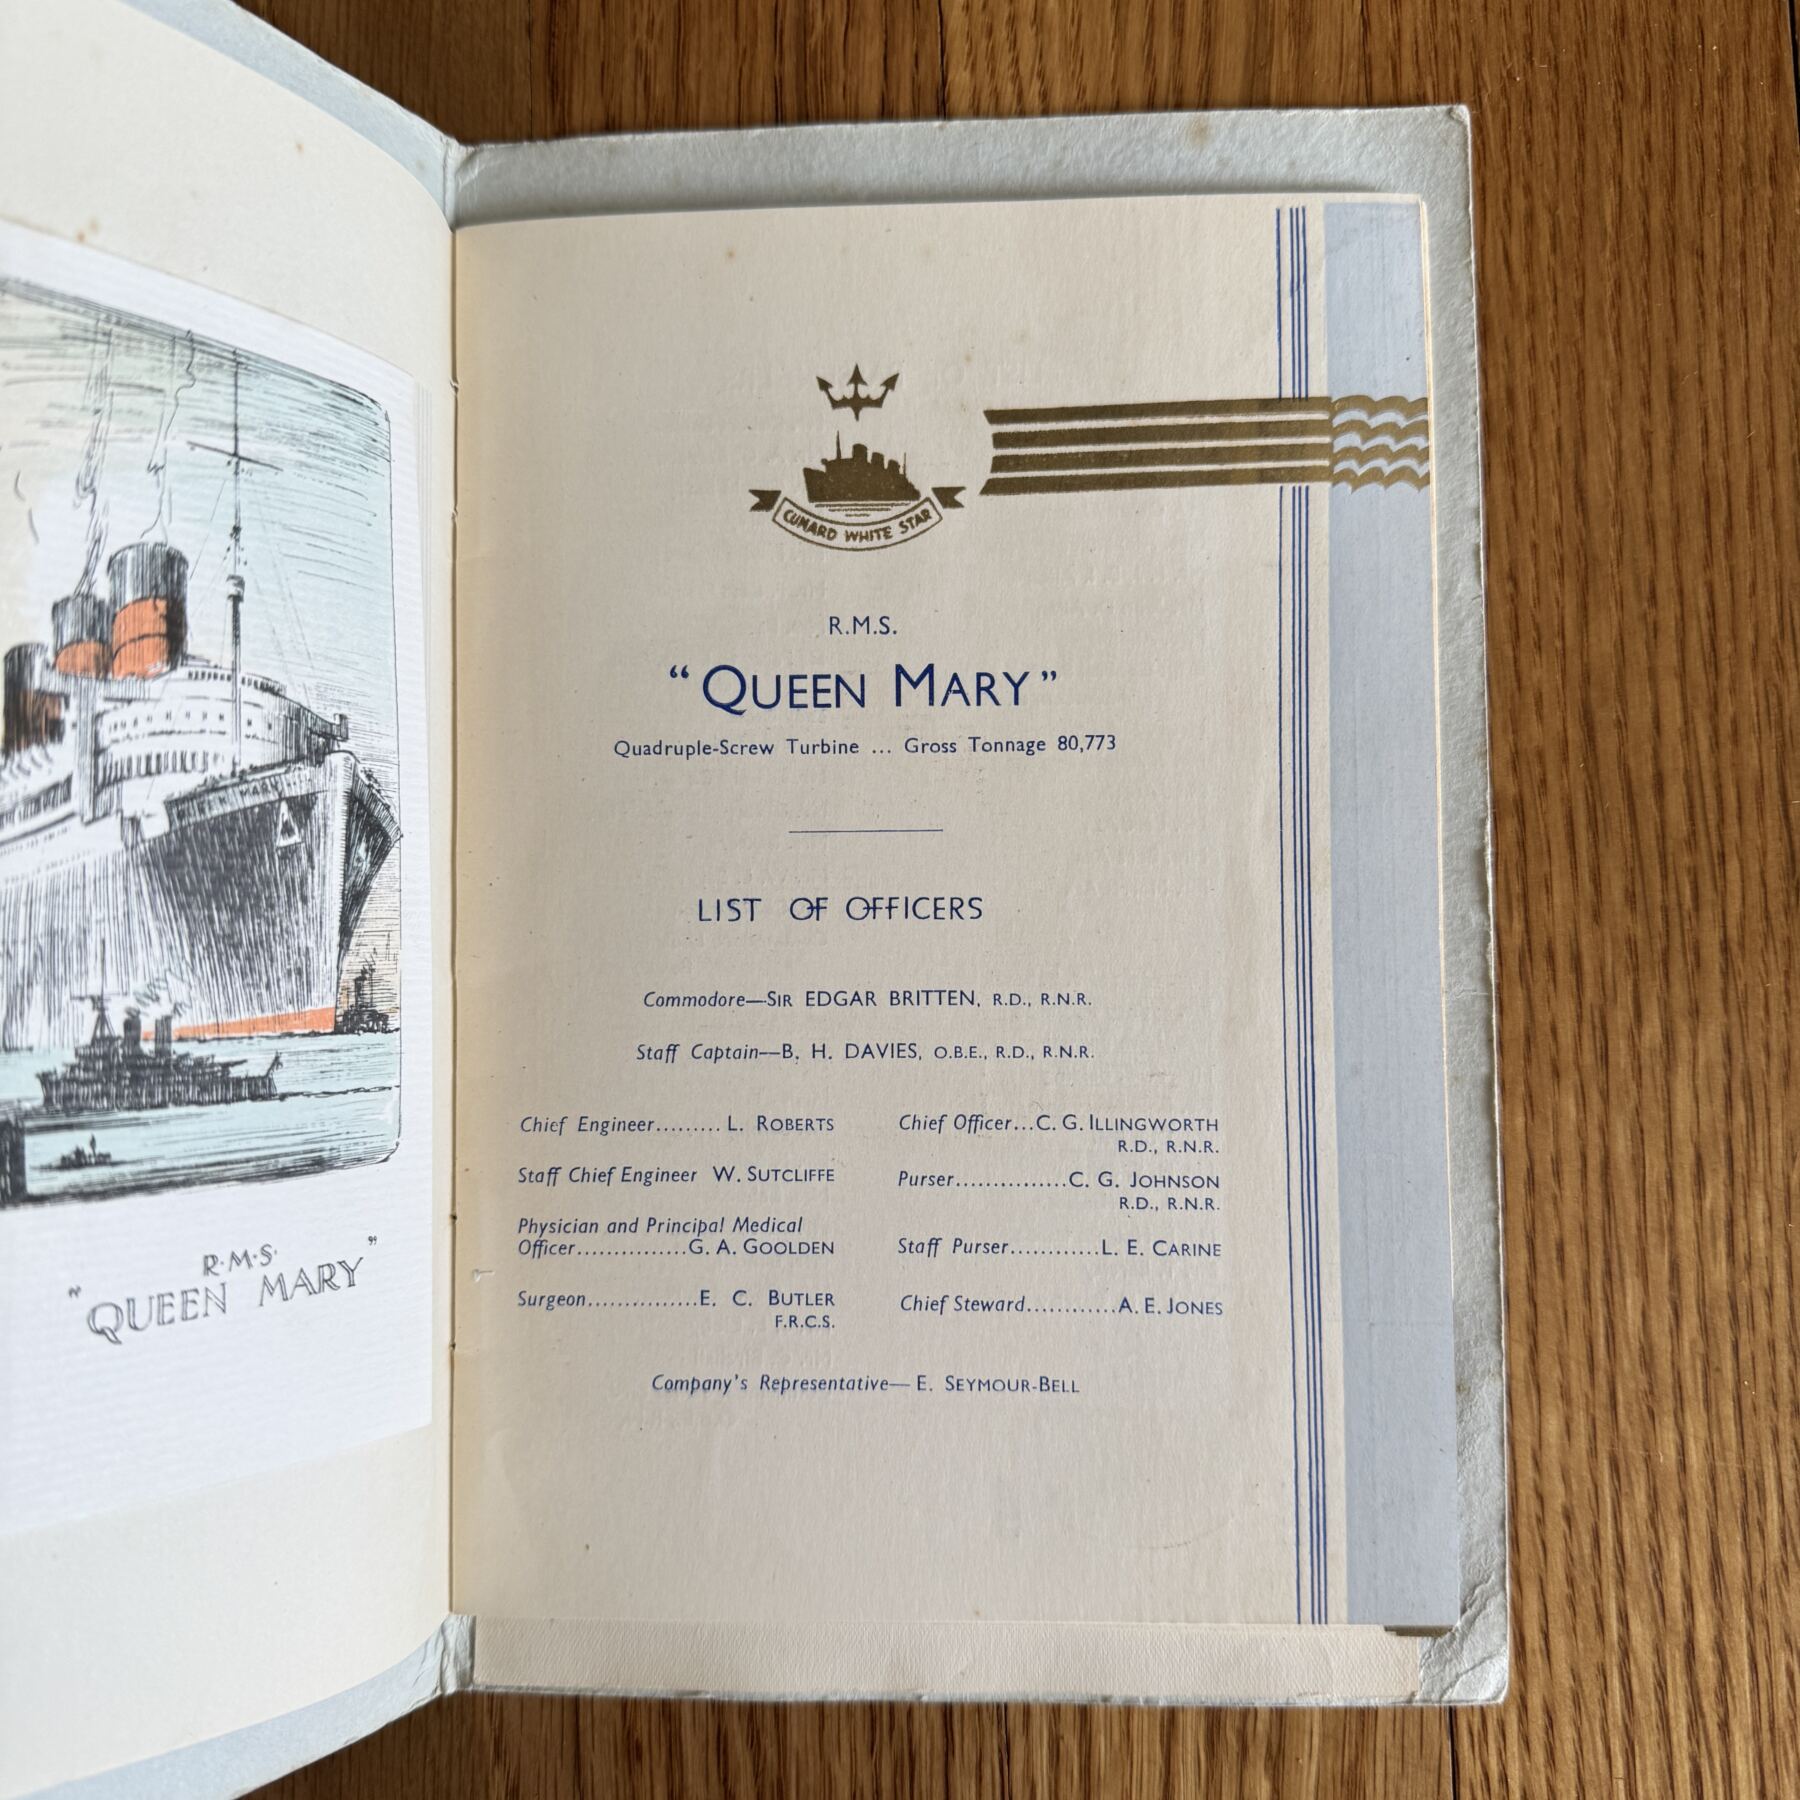 QUEEN MARY
R·M·S·
"QUEEN MARY"
CUNARD WHITE STAR
R.M.S.
"QUEEN MARY"
Quadruple-Screw Turbine ... Gross Tonnage 80,773
LIST OF OFFICERS
Commodore—SIR EDGAR BRITTEN, R.D., R.N.R.
Staff Captain—B. H. DAVIES, O.B.E., R.D., R.N.R.
Chief Engineer......... L. ROBERTS
Staff Chief Engineer W. SUTCLIFFE
Physician and Principal Medical
Officer...............G. A. GOOLDEN
Surgeon...............E. C. BUTLER
F.R.C.S.
Chief Officer...C. G. ILLINGWORTH
R.D., R.N.R.
Purser...............C. G. JOHNSON
R.D., R.N.R.
Staff Purser............L. E. CARINE
Chief Steward............A. E. JONES
Company's Representative—E. SEYMOUR-BELL